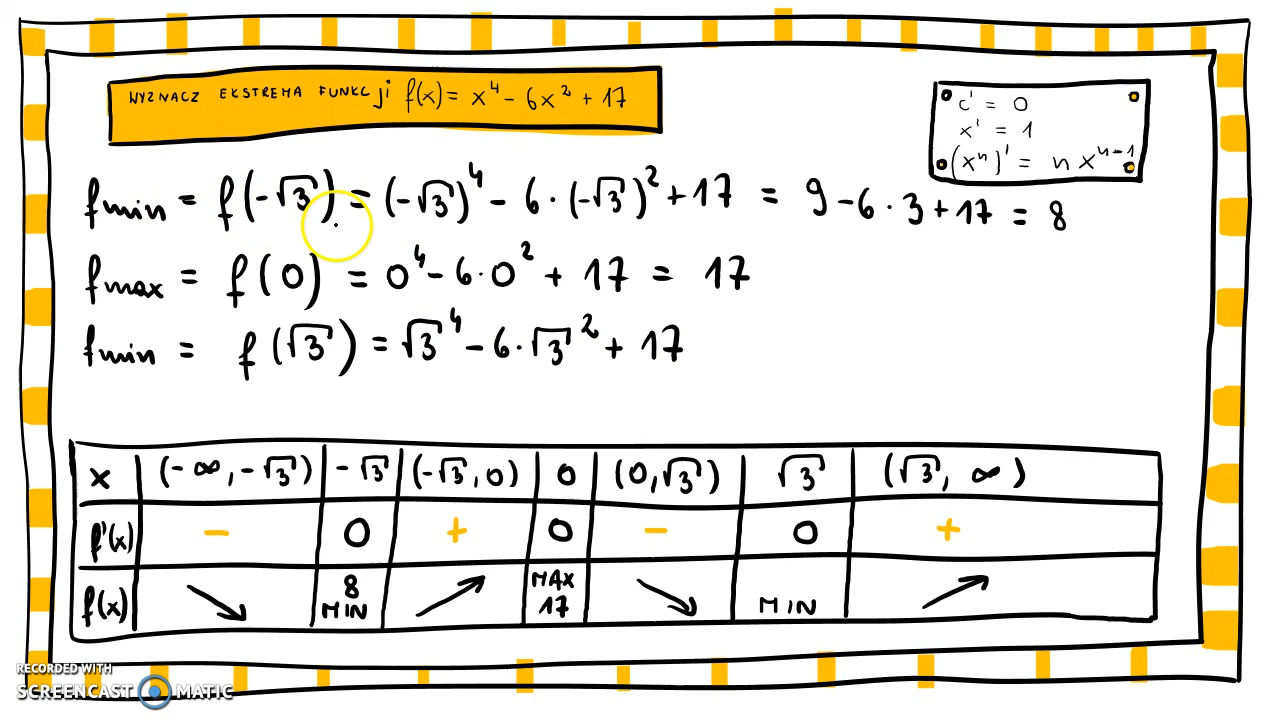 WYZNACZ EKSTREMA FUNKCji f(x) = x⁴ - 6x² + 17
c' = 0
x' = 1
(xⁿ)' = n xⁿ⁻¹
fmin = f(-√3) = (-√3)⁴ - 6 · (-√3)² + 17 = 9 - 6 · 3 + 17 = 8
fmax = f(0) = 0⁴ - 6 · 0² + 17 = 17
fmin = f(√3) = √3⁴ - 6 · √3² + 17
x (-∞, -√3) -√3 (-√3, 0) 0 (0, √3) √3 (√3, ∞)
f'(x) - 0 + 0 - 0 +
f(x) ↘ 8 MIN ↗ MAX 17 ↘ MIN ↗
RECORDED WITH
SCREENCAST MATIC